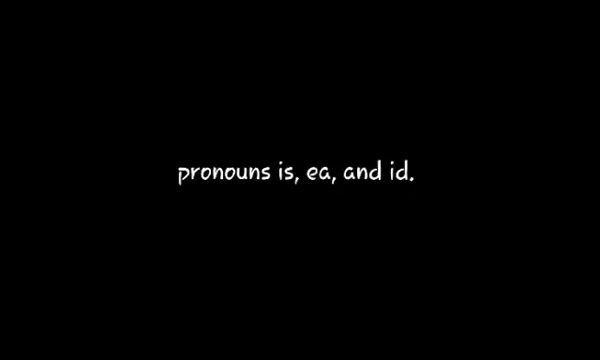 pronouns is, ea, and id.